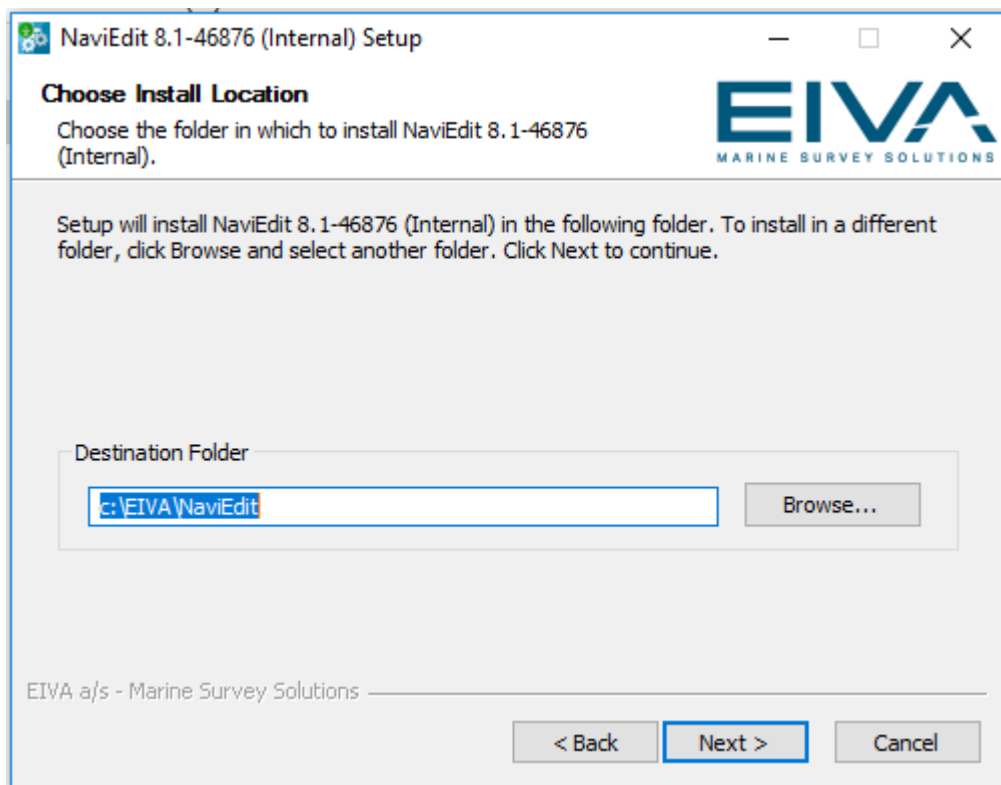 NaviEdit 8.1-46876 (Internal) Setup
Choose Install Location
Choose the folder in which to install NaviEdit 8.1-46876
(Internal).
EIVA
MARINE SURVEY SOLUTIONS
Setup will install NaviEdit 8.1-46876 (Internal) in the following folder. To install in a different
folder, click Browse and select another folder. Click Next to continue.
Destination Folder
c:\EIVA\NaviEdit
Browse...
EIVA a/s - Marine Survey Solutions
< Back
Next >
Cancel